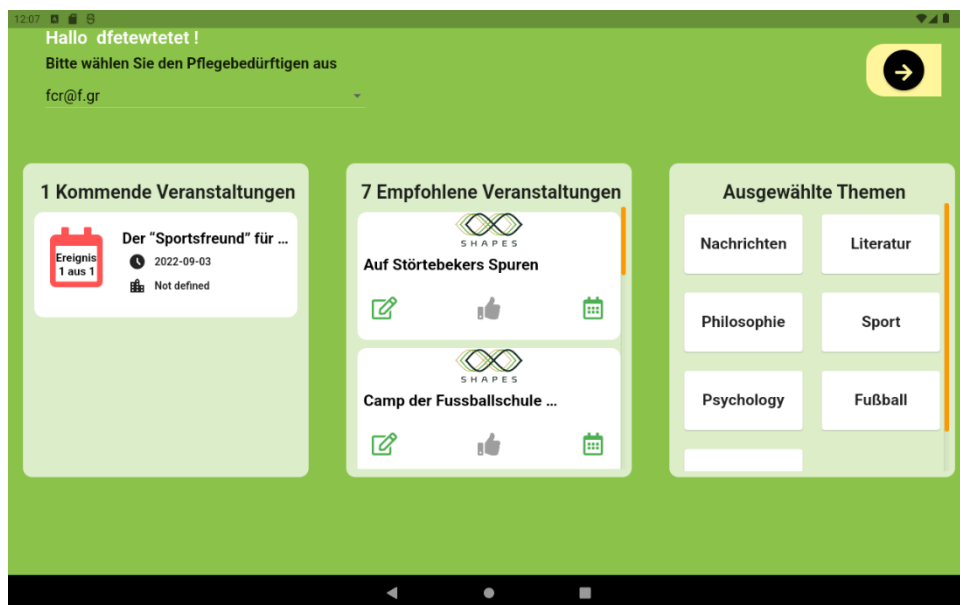 12:07
Hallo dfetewtetet !
Bitte wählen Sie den Pflegebedürftigen aus
fcr@f.gr
1 Kommende Veranstaltungen
Ereignis
1 aus 1
Der “Sportsfreund” für ...
2022-09-03
Not defined
7 Empfohlene Veranstaltungen
SHAPES
Auf Störtebekers Spuren
SHAPES
Camp der Fussballschule ...
Ausgewählte Themen
Nachrichten
Literatur
Philosophie
Sport
Psychology
Fußball